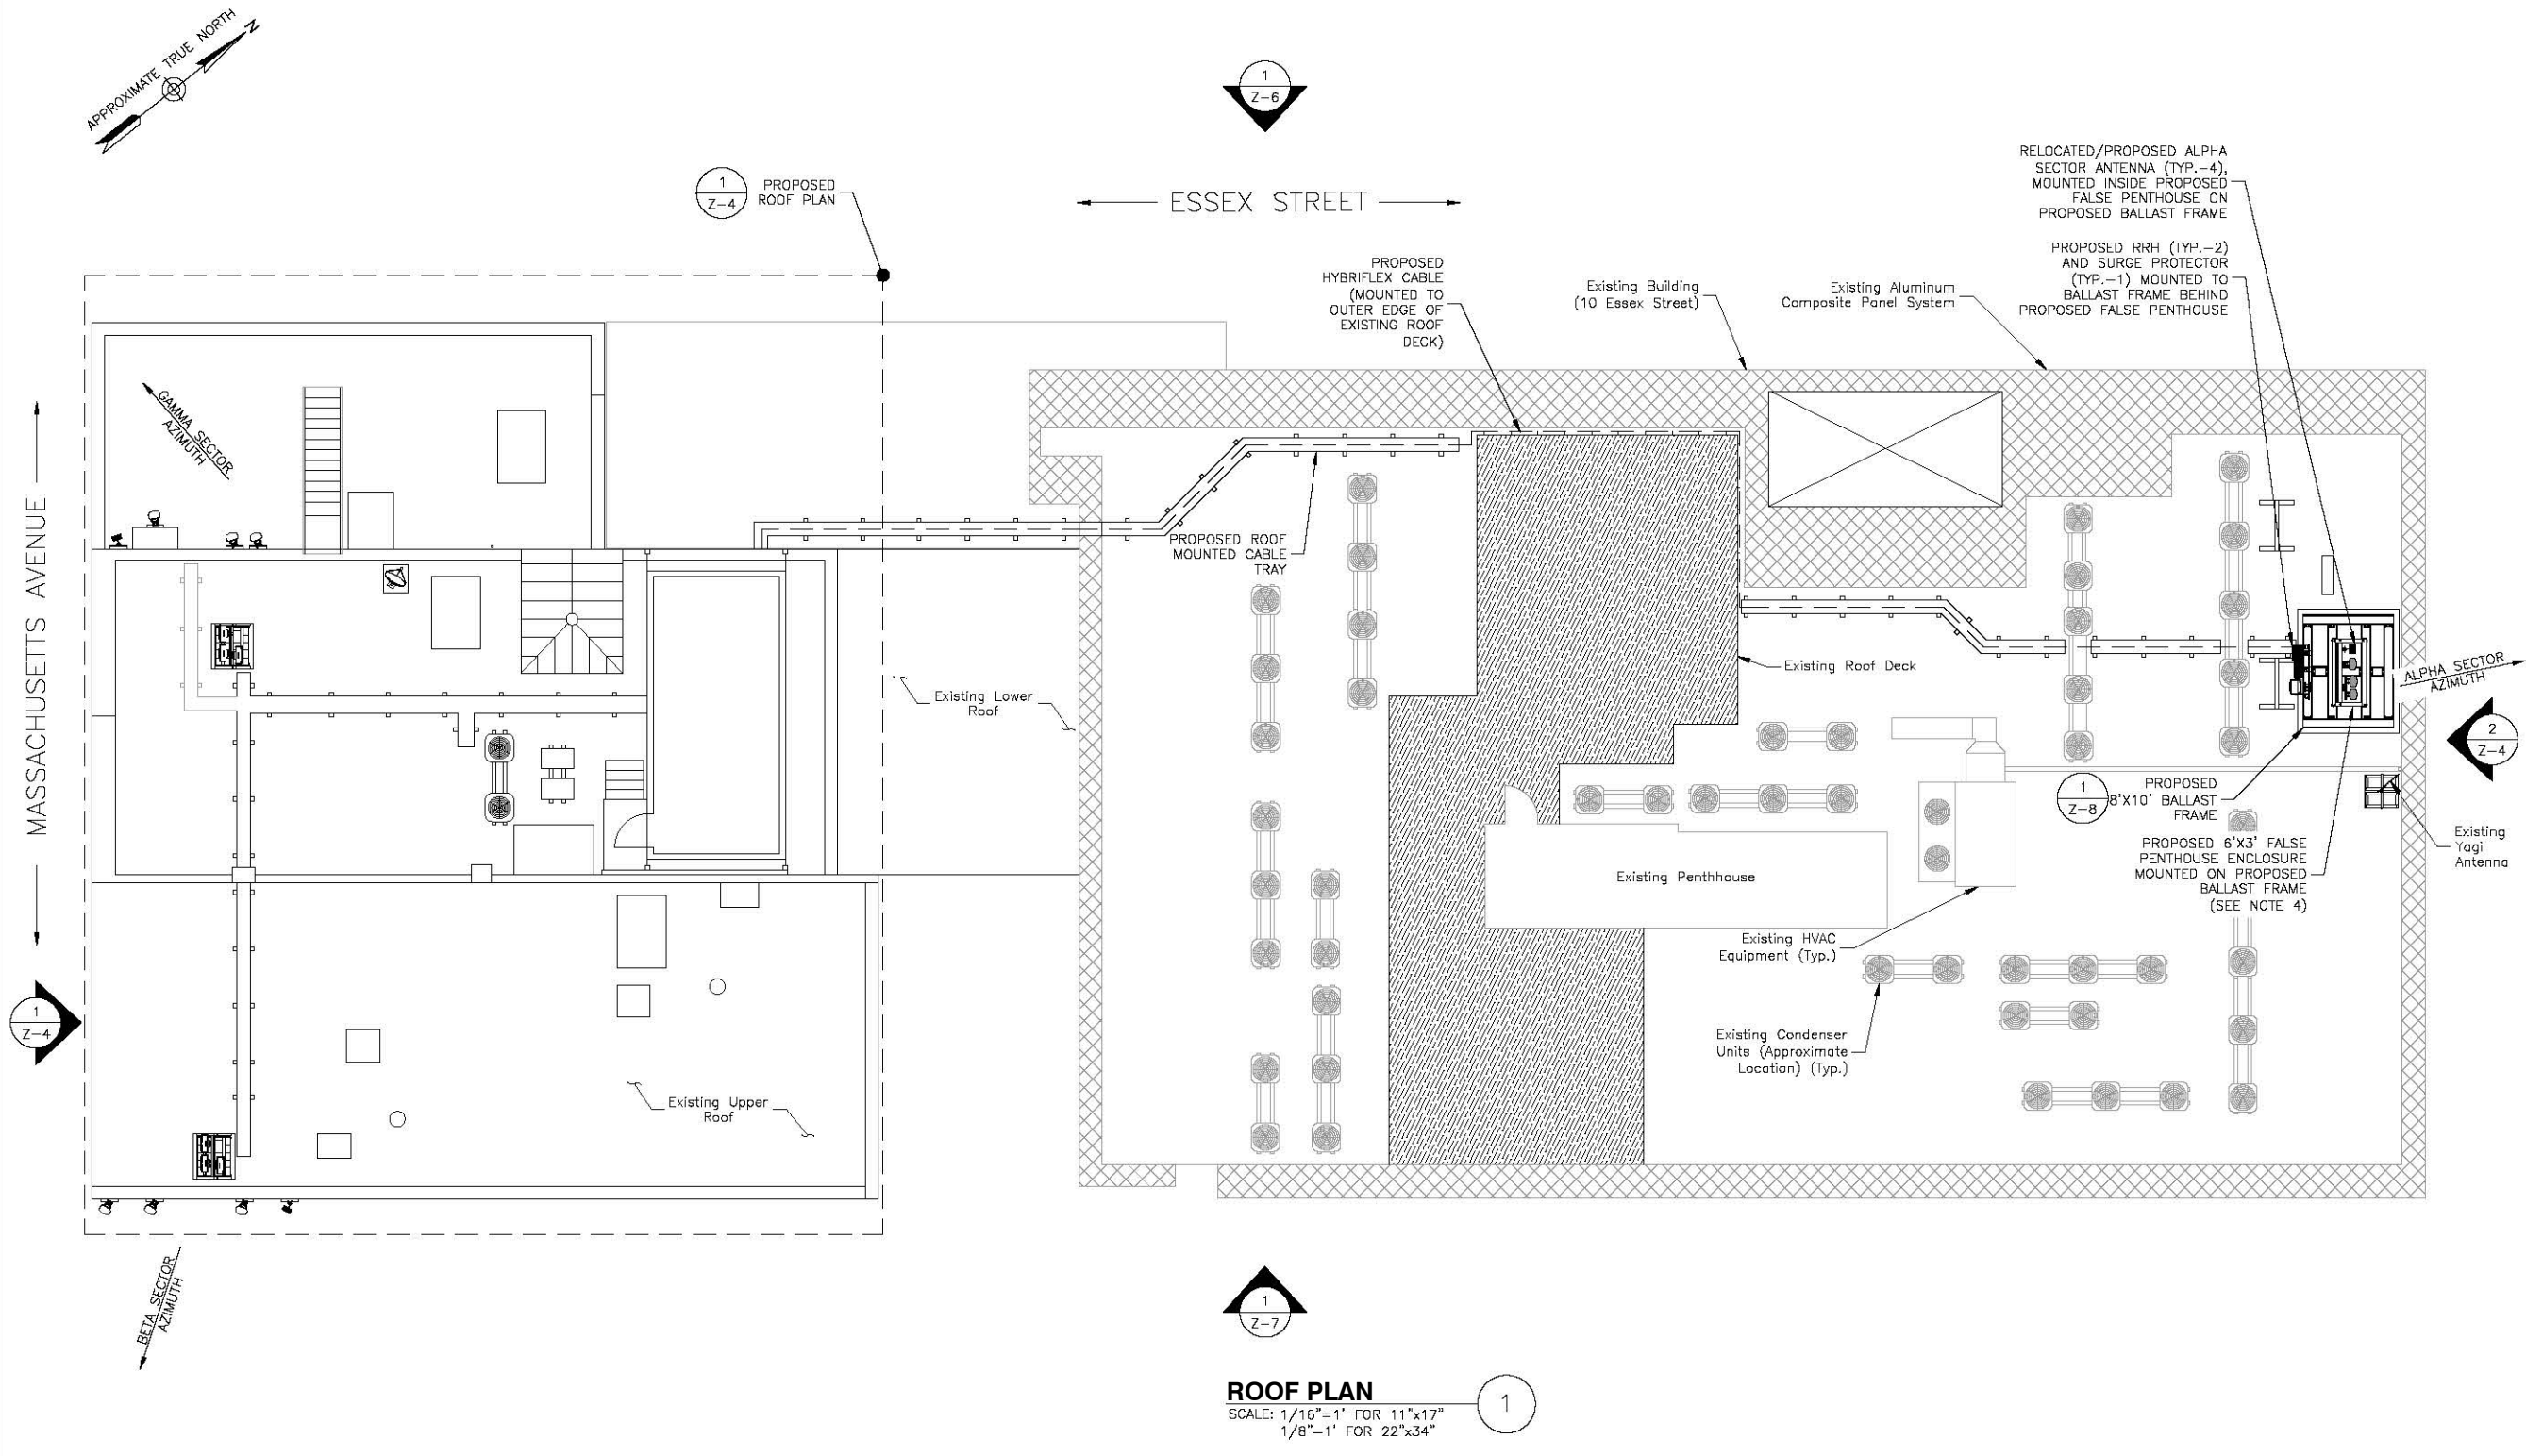 APPROXIMATE TRUE NORTH
N
1
Z-6
1
Z-4
PROPOSED
ROOF PLAN
ESSEX STREET
RELOCATED/PROPOSED ALPHA
SECTOR ANTENNA (TYP.-4),
MOUNTED INSIDE PROPOSED
FALSE PENTHOUSE ON
PROPOSED BALLAST FRAME
PROPOSED RRH (TYP.-2)
AND SURGE PROTECTOR
(TYP.-1) MOUNTED TO
BALLAST FRAME BEHIND
PROPOSED FALSE PENTHOUSE
PROPOSED
HYBRIFLEX CABLE
(MOUNTED TO
OUTER EDGE OF
EXISTING ROOF
DECK)
Existing Building
(10 Essex Street)
Existing Aluminum
Composite Panel System
GAMMA SECTOR
AZIMUTH
MASSACHUSETTS AVENUE
PROPOSED ROOF
MOUNTED CABLE
TRAY
Existing Lower
Roof
Existing Roof Deck
ALPHA SECTOR
AZIMUTH
2
Z-4
1
Z-8
PROPOSED
8'X10' BALLAST
FRAME
Existing
Yagi
Antenna
PROPOSED 6'X3' FALSE
PENTHOUSE ENCLOSURE
MOUNTED ON PROPOSED
BALLAST FRAME
(SEE NOTE 4)
Existing Penthhouse
Existing HVAC
Equipment (Typ.)
Existing Condenser
Units (Approximate
Location) (Typ.)
1
Z-4
Existing Upper
Roof
BETA SECTOR
AZIMUTH
1
Z-7
ROOF PLAN
1
SCALE: 1/16"=1' FOR 11"x17"
1/8"=1' FOR 22"x34"